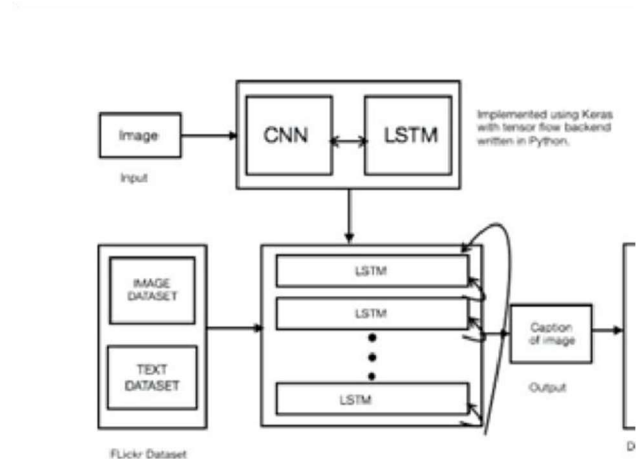 Image
Input
CNN
LSTM
Implemented using Keras
with tensor flow backend
written in Python.
IMAGE
DATASET
TEXT
DATASET
FLickr Dataset
LSTM
LSTM
LSTM
Caption
of image
Output